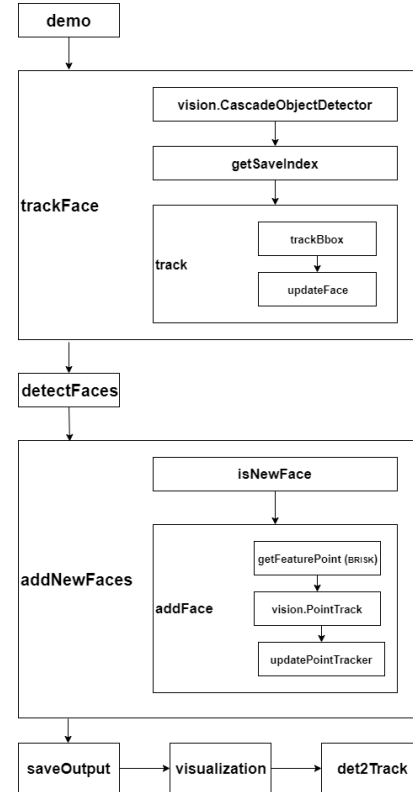 demo
trackFace
vision.CascadeObjectDetector
getSaveIndex
track
trackBbox
updateFace
detectFaces
addNewFaces
isNewFace
addFace
getFeaturePoint (BRISK)
vision.PointTrack
updatePointTracker
saveOutput
visualization
det2Track